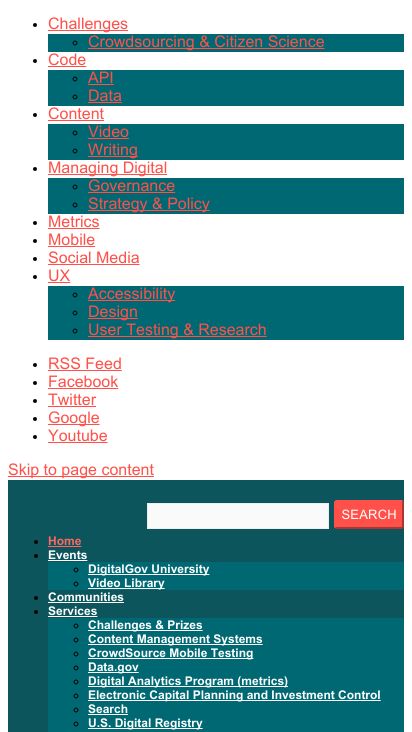 Challenges
Crowdsourcing & Citizen Science
Code
API
Data
Content
Video
Writing
Managing Digital
Governance
Strategy & Policy
Metrics
Mobile
Social Media
UX
Accessibility
Design
User Testing & Research
RSS Feed
Facebook
Twitter
Google
Youtube
Skip to page content
SEARCH
Home
Events
DigitalGov University
Video Library
Communities
Services
Challenges & Prizes
Content Management Systems
CrowdSource Mobile Testing
Data.gov
Digital Analytics Program (metrics)
Electronic Capital Planning and Investment Control
Search
U.S. Digital Registry